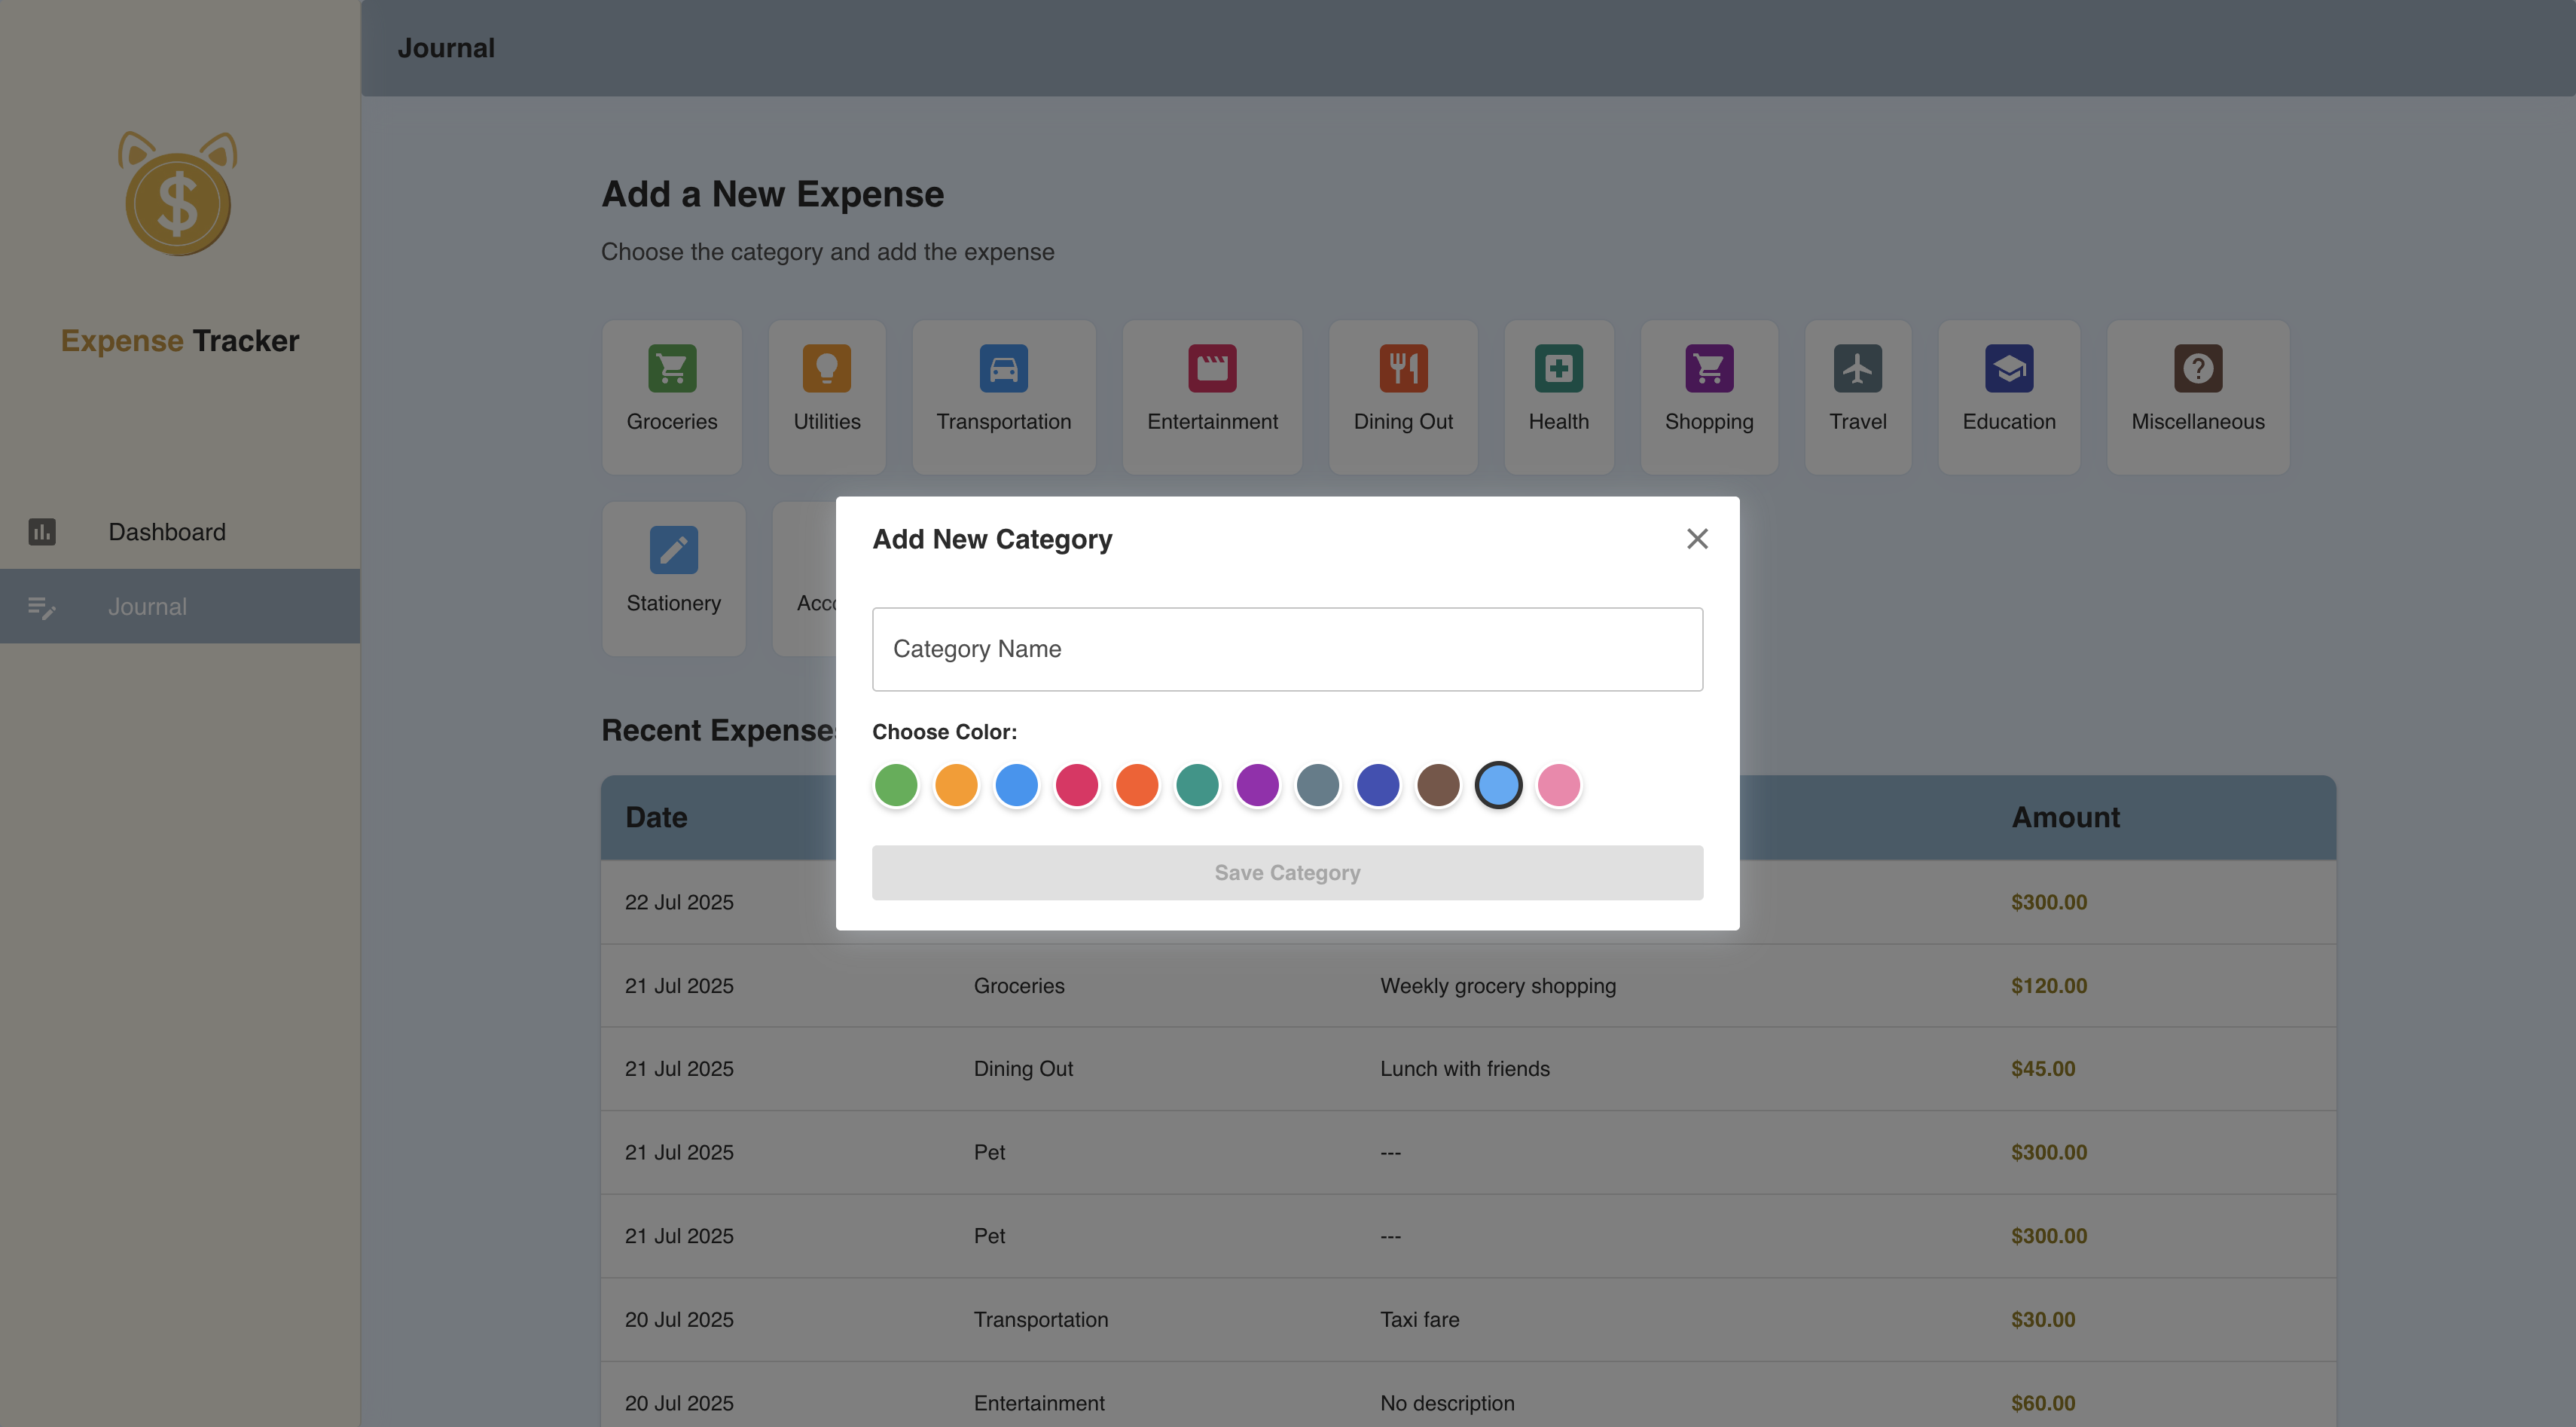 Journal
Expense Tracker
Dashboard
Journal
Add a New Expense
Choose the category and add the expense
Groceries
Utilities
Transportation
Entertainment
Dining Out
Health
Shopping
Travel
Education
Miscellaneous
Stationery
Acc
Add New Category
Category Name
Choose Color:
Save Category
Recent Expenses
Date Amount
22 Jul 2025 $300.00
21 Jul 2025 Groceries Weekly grocery shopping $120.00
21 Jul 2025 Dining Out Lunch with friends $45.00
21 Jul 2025 Pet --- $300.00
21 Jul 2025 Pet --- $300.00
20 Jul 2025 Transportation Taxi fare $30.00
20 Jul 2025 Entertainment No description $60.00